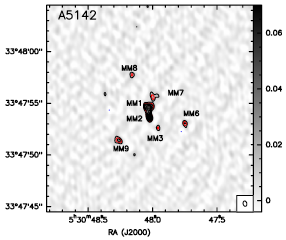 A5142
0.06
33°48'00"
MM8
MM7
MM1
33°47'55"
0.04
MM2
MM6
MM3
0.02
33°47'50"
MM9
0
33°47'45"
5ʰ30ᵐ48.ˢ5
48.0
47.5
RA (J2000)